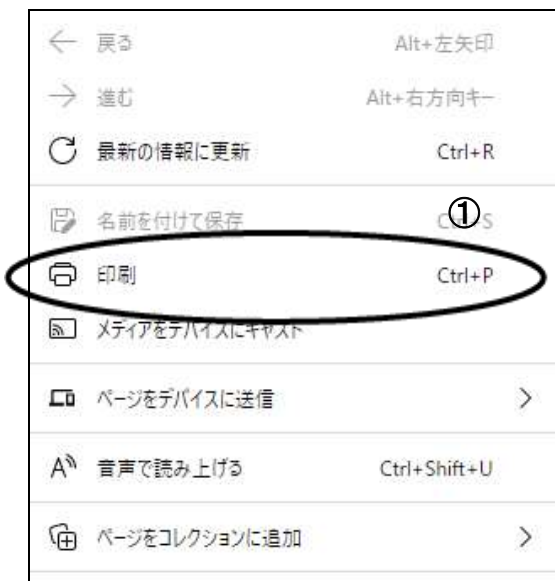 戻る Alt+左矢印
進む Alt+右方向キー
最新の情報に更新 Ctrl+R
名前を付けて保存 Ctrl+S
①
印刷 Ctrl+P
メディアをデバイスにキャスト
ページをデバイスに送信
音声で読み上げる Ctrl+Shift+U
ページをコレクションに追加